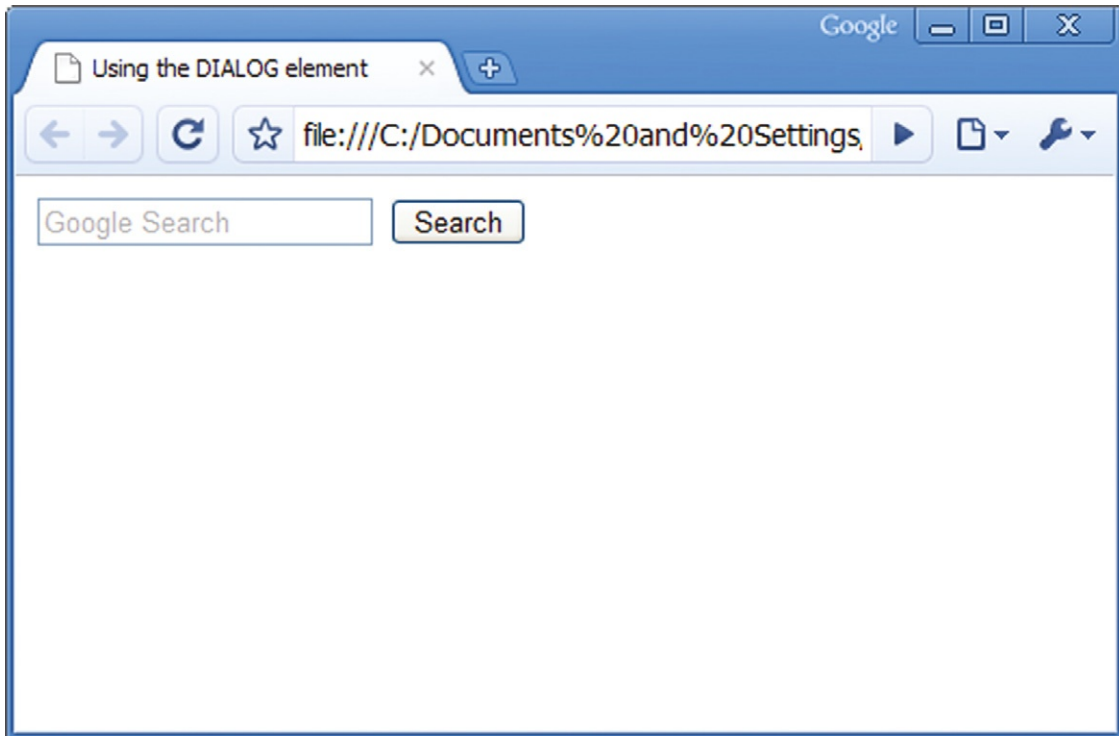 Google
Using the DIALOG element
file:///C:/Documents%20and%20Settings,
Google Search Search